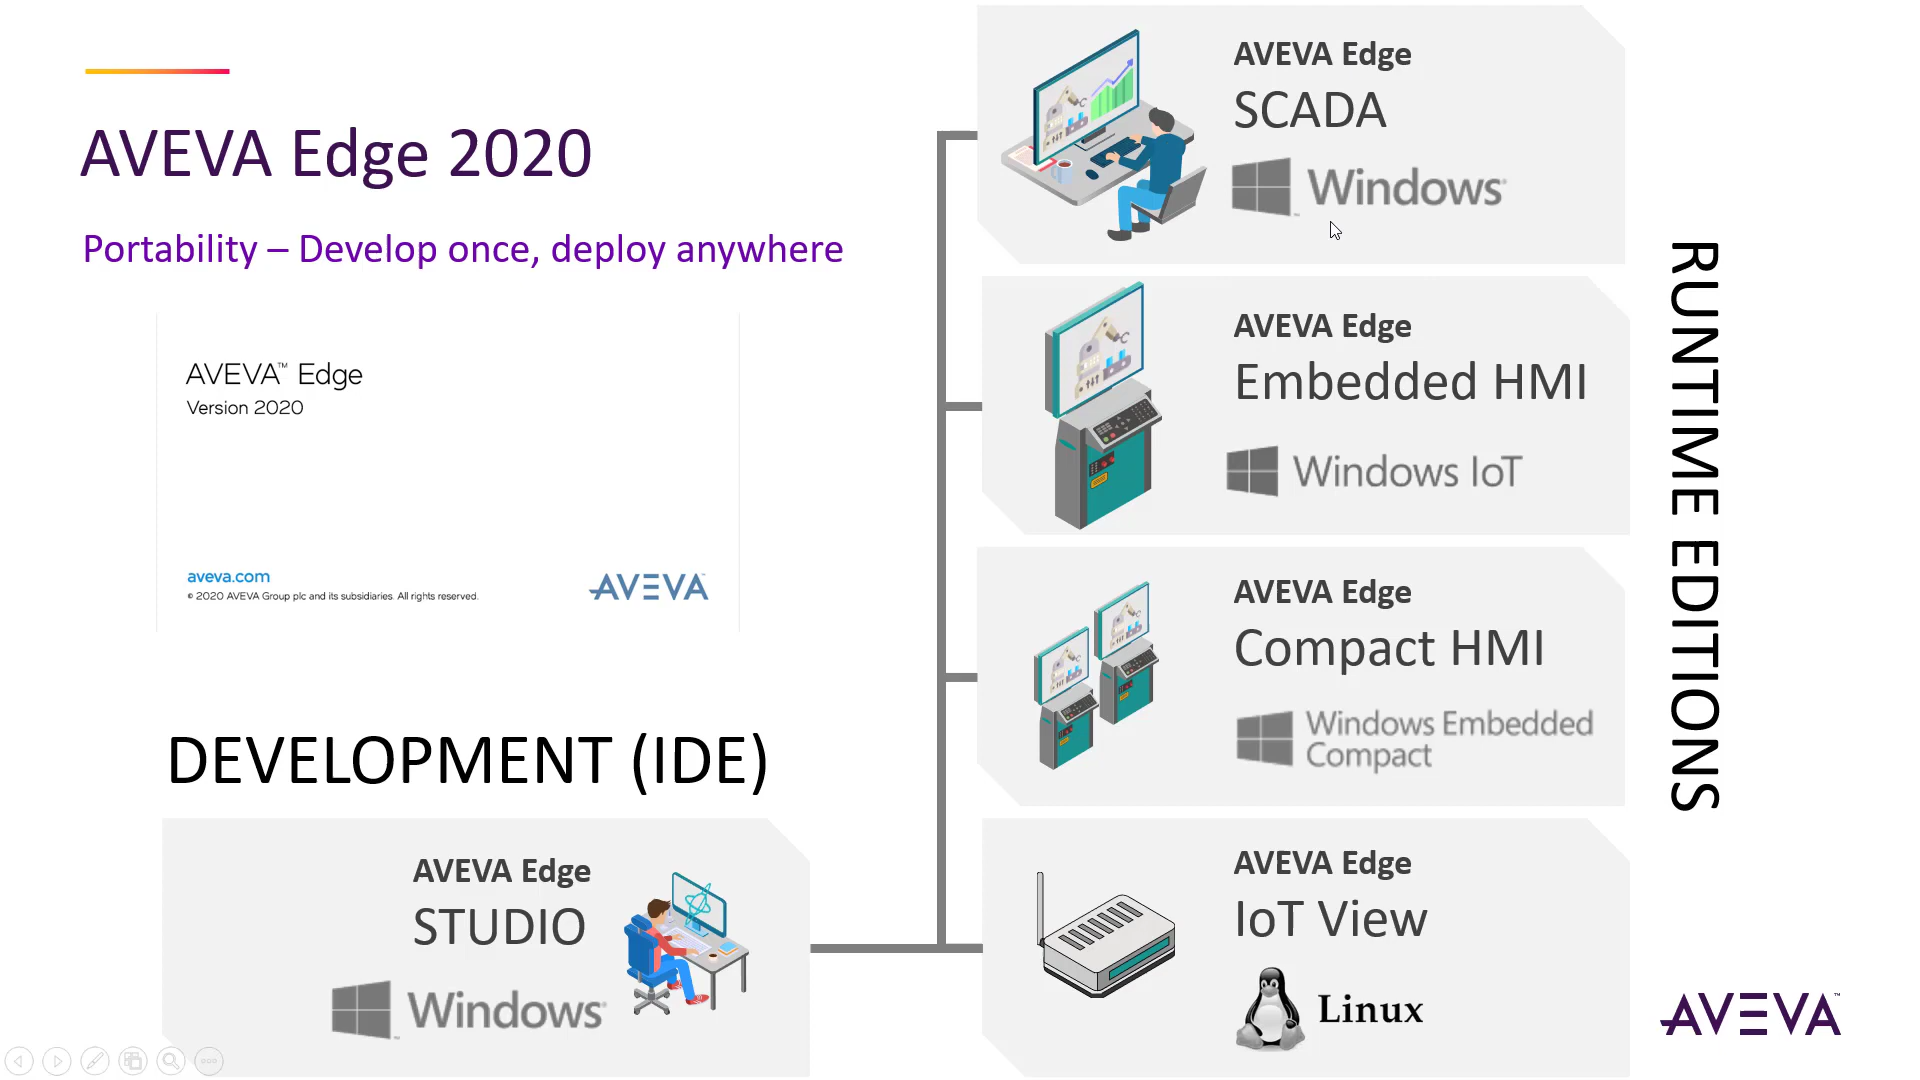 AVEVA Edge 2020
Portability – Develop once, deploy anywhere
AVEVA™ Edge
Version 2020
aveva.com
© 2020 AVEVA Group plc and its subsidiaries. All rights reserved.
AVEVA™
DEVELOPMENT (IDE)
AVEVA Edge
STUDIO
Windows®
AVEVA Edge
SCADA
Windows®
AVEVA Edge
Embedded HMI
Windows IoT
AVEVA Edge
Compact HMI
Windows Embedded
Compact
AVEVA Edge
IoT View
Linux
RUNTIME EDITIONS
AVEVA™